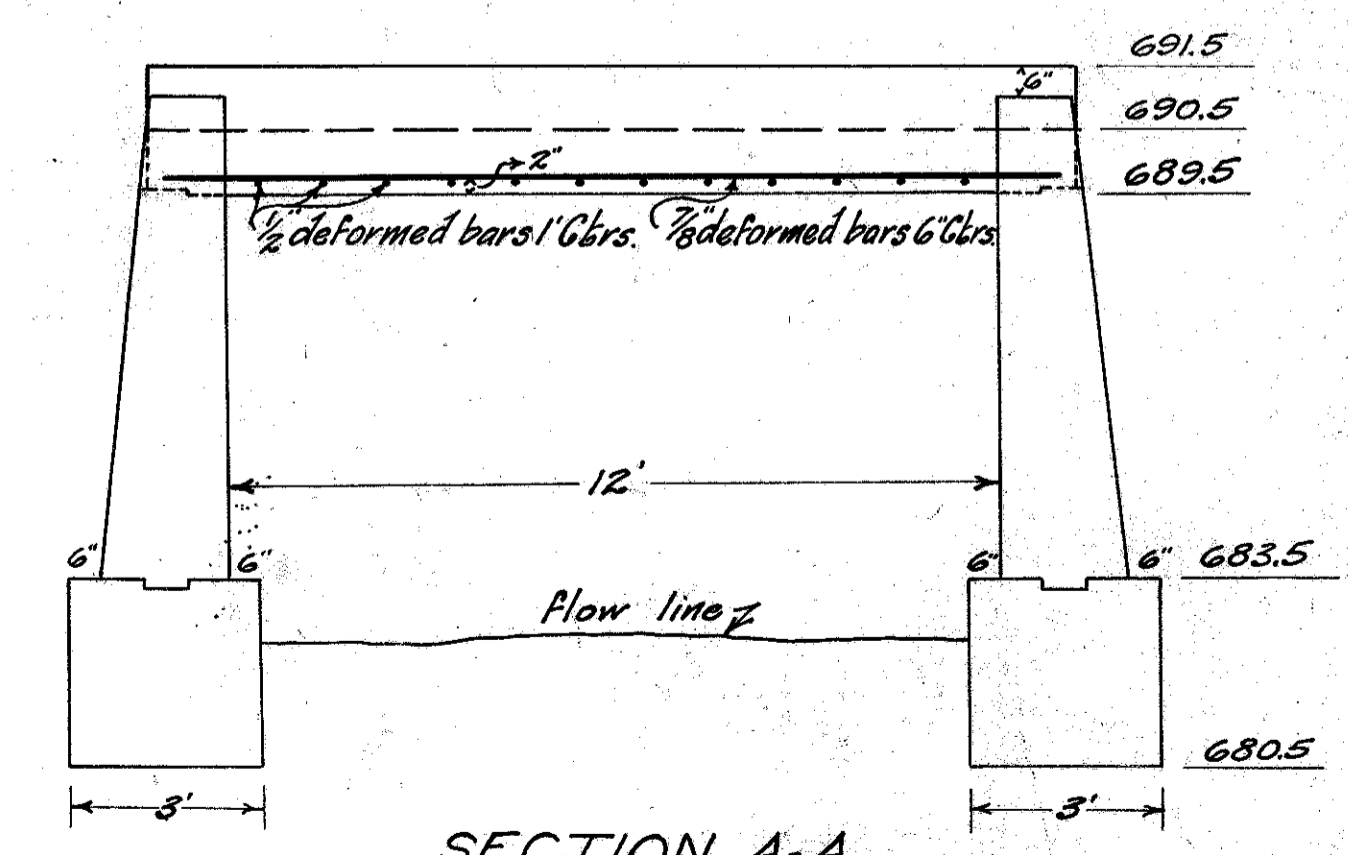 691.5
6"
690.5
2"
689.5
1/2" deformed bars 1' Ctrs. 7/8" deformed bars 6" Ctrs.
12'
6" 6" 6" 6" 683.5
flow line
680.5
3' 3'
SECTION A-A